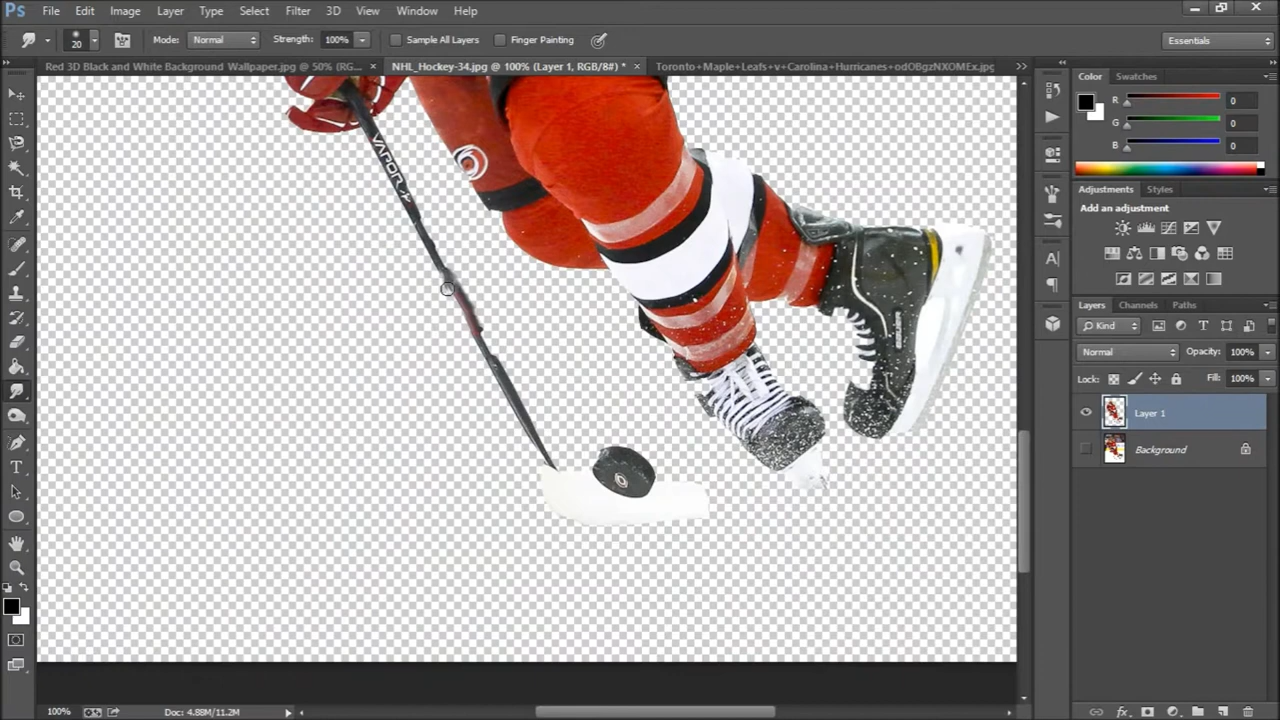 Ps File Edit Image Layer Type Select Filter 3D View Window Help
20 Mode: Normal Strength: 100% Sample All Layers Finger Painting Essentials
Red 3D Black and White Background Wallpaper.jpg @ 50% (RG... × NHL_Hockey-34.jpg @ 100% (Layer 1, RGB/8#) * × Toronto+Maple+Leafs+v+Carolina+Hurricanes+odOBgzNXOMEx.jpg
Color Swatches
R 0
G 0
B 0
Adjustments Styles
Add an adjustment
Layers Channels Paths
Kind
Normal Opacity: 100%
Lock: Fill: 100%
Layer 1
Background
VAPOR
BAUER
100% Doc: 4.88M/11.2M